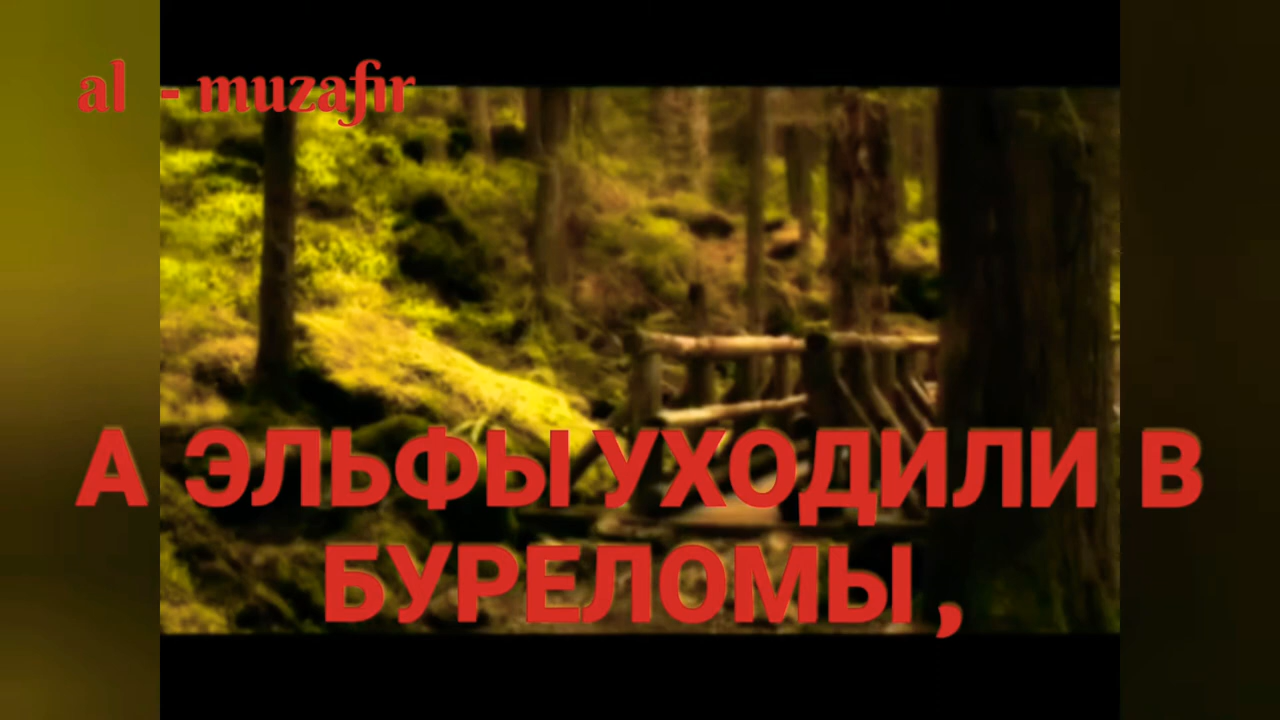 al - muzafir
А ЭЛЬФЫ УХОДИЛИ В
БУРЕЛОМЫ ,